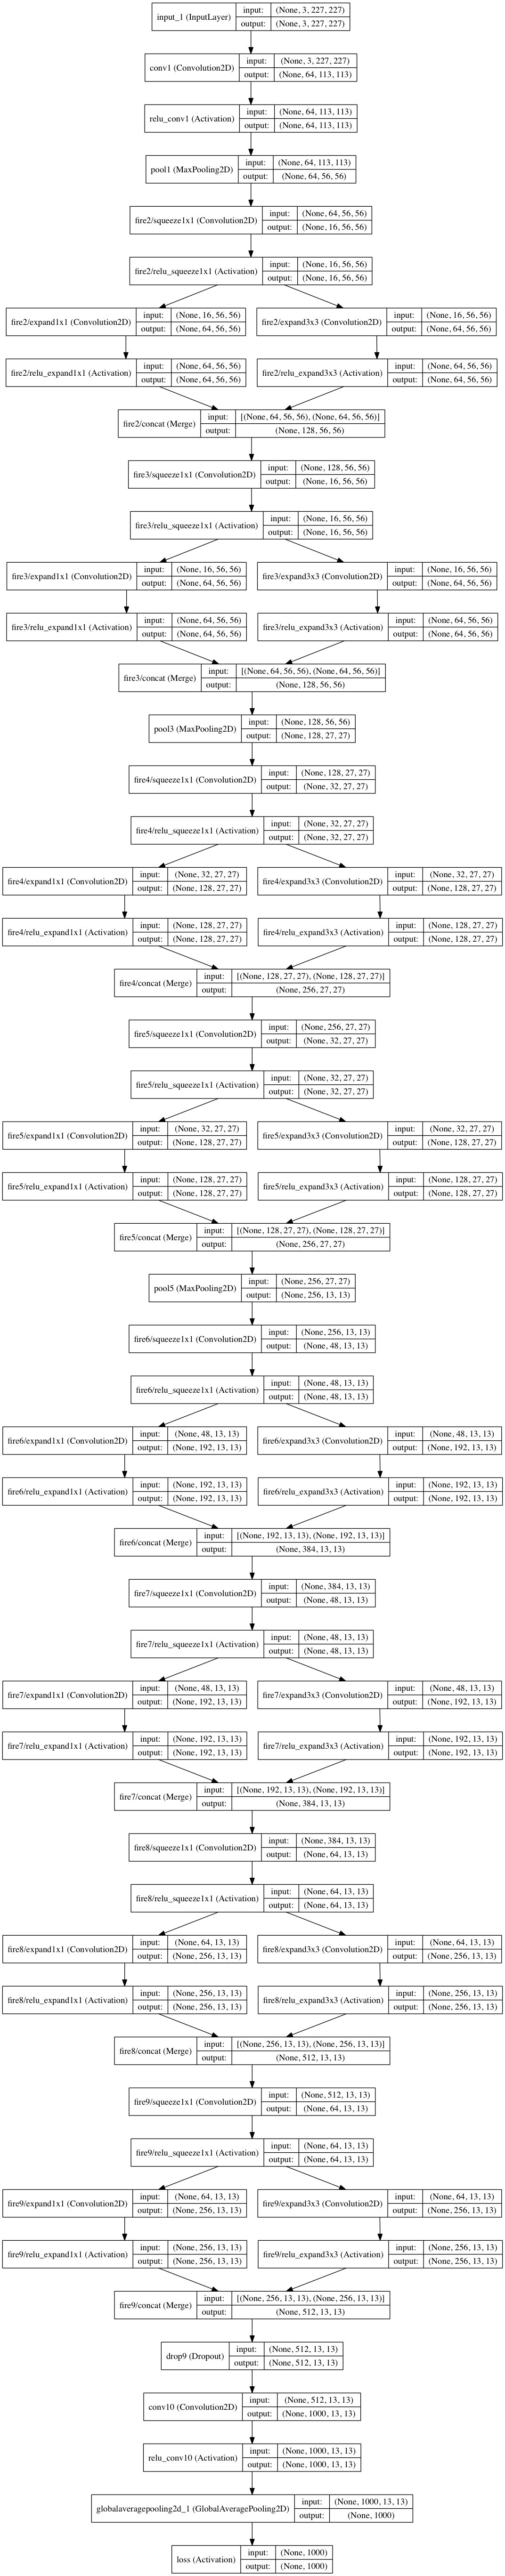 input_1 (InputLayer)
input: (None, 3, 227, 227)
output: (None, 3, 227, 227)
conv1 (Convolution2D)
input: (None, 3, 227, 227)
output: (None, 64, 113, 113)
relu_conv1 (Activation)
input: (None, 64, 113, 113)
output: (None, 64, 113, 113)
pool1 (MaxPooling2D)
input: (None, 64, 113, 113)
output: (None, 64, 56, 56)
fire2/squeeze1x1 (Convolution2D)
input: (None, 64, 56, 56)
output: (None, 16, 56, 56)
fire2/relu_squeeze1x1 (Activation)
input: (None, 16, 56, 56)
output: (None, 16, 56, 56)
fire2/expand1x1 (Convolution2D)
input: (None, 16, 56, 56)
output: (None, 64, 56, 56)
fire2/expand3x3 (Convolution2D)
input: (None, 16, 56, 56)
output: (None, 64, 56, 56)
fire2/relu_expand1x1 (Activation)
input: (None, 64, 56, 56)
output: (None, 64, 56, 56)
fire2/relu_expand3x3 (Activation)
input: (None, 64, 56, 56)
output: (None, 64, 56, 56)
fire2/concat (Merge)
input: [(None, 64, 56, 56), (None, 64, 56, 56)]
output: (None, 128, 56, 56)
fire3/squeeze1x1 (Convolution2D)
input: (None, 128, 56, 56)
output: (None, 16, 56, 56)
fire3/relu_squeeze1x1 (Activation)
input: (None, 16, 56, 56)
output: (None, 16, 56, 56)
fire3/expand1x1 (Convolution2D)
input: (None, 16, 56, 56)
output: (None, 64, 56, 56)
fire3/expand3x3 (Convolution2D)
input: (None, 16, 56, 56)
output: (None, 64, 56, 56)
fire3/relu_expand1x1 (Activation)
input: (None, 64, 56, 56)
output: (None, 64, 56, 56)
fire3/relu_expand3x3 (Activation)
input: (None, 64, 56, 56)
output: (None, 64, 56, 56)
fire3/concat (Merge)
input: [(None, 64, 56, 56), (None, 64, 56, 56)]
output: (None, 128, 56, 56)
pool3 (MaxPooling2D)
input: (None, 128, 56, 56)
output: (None, 128, 27, 27)
fire4/squeeze1x1 (Convolution2D)
input: (None, 128, 27, 27)
output: (None, 32, 27, 27)
fire4/relu_squeeze1x1 (Activation)
input: (None, 32, 27, 27)
output: (None, 32, 27, 27)
fire4/expand1x1 (Convolution2D)
input: (None, 32, 27, 27)
output: (None, 128, 27, 27)
fire4/expand3x3 (Convolution2D)
input: (None, 32, 27, 27)
output: (None, 128, 27, 27)
fire4/relu_expand1x1 (Activation)
input: (None, 128, 27, 27)
output: (None, 128, 27, 27)
fire4/relu_expand3x3 (Activation)
input: (None, 128, 27, 27)
output: (None, 128, 27, 27)
fire4/concat (Merge)
input: [(None, 128, 27, 27), (None, 128, 27, 27)]
output: (None, 256, 27, 27)
fire5/squeeze1x1 (Convolution2D)
input: (None, 256, 27, 27)
output: (None, 32, 27, 27)
fire5/relu_squeeze1x1 (Activation)
input: (None, 32, 27, 27)
output: (None, 32, 27, 27)
fire5/expand1x1 (Convolution2D)
input: (None, 32, 27, 27)
output: (None, 128, 27, 27)
fire5/expand3x3 (Convolution2D)
input: (None, 32, 27, 27)
output: (None, 128, 27, 27)
fire5/relu_expand1x1 (Activation)
input: (None, 128, 27, 27)
output: (None, 128, 27, 27)
fire5/relu_expand3x3 (Activation)
input: (None, 128, 27, 27)
output: (None, 128, 27, 27)
fire5/concat (Merge)
input: [(None, 128, 27, 27), (None, 128, 27, 27)]
output: (None, 256, 27, 27)
pool5 (MaxPooling2D)
input: (None, 256, 27, 27)
output: (None, 256, 13, 13)
fire6/squeeze1x1 (Convolution2D)
input: (None, 256, 13, 13)
output: (None, 48, 13, 13)
fire6/relu_squeeze1x1 (Activation)
input: (None, 48, 13, 13)
output: (None, 48, 13, 13)
fire6/expand1x1 (Convolution2D)
input: (None, 48, 13, 13)
output: (None, 192, 13, 13)
fire6/expand3x3 (Convolution2D)
input: (None, 48, 13, 13)
output: (None, 192, 13, 13)
fire6/relu_expand1x1 (Activation)
input: (None, 192, 13, 13)
output: (None, 192, 13, 13)
fire6/relu_expand3x3 (Activation)
input: (None, 192, 13, 13)
output: (None, 192, 13, 13)
fire6/concat (Merge)
input: [(None, 192, 13, 13), (None, 192, 13, 13)]
output: (None, 384, 13, 13)
fire7/squeeze1x1 (Convolution2D)
input: (None, 384, 13, 13)
output: (None, 48, 13, 13)
fire7/relu_squeeze1x1 (Activation)
input: (None, 48, 13, 13)
output: (None, 48, 13, 13)
fire7/expand1x1 (Convolution2D)
input: (None, 48, 13, 13)
output: (None, 192, 13, 13)
fire7/expand3x3 (Convolution2D)
input: (None, 48, 13, 13)
output: (None, 192, 13, 13)
fire7/relu_expand1x1 (Activation)
input: (None, 192, 13, 13)
output: (None, 192, 13, 13)
fire7/relu_expand3x3 (Activation)
input: (None, 192, 13, 13)
output: (None, 192, 13, 13)
fire7/concat (Merge)
input: [(None, 192, 13, 13), (None, 192, 13, 13)]
output: (None, 384, 13, 13)
fire8/squeeze1x1 (Convolution2D)
input: (None, 384, 13, 13)
output: (None, 64, 13, 13)
fire8/relu_squeeze1x1 (Activation)
input: (None, 64, 13, 13)
output: (None, 64, 13, 13)
fire8/expand1x1 (Convolution2D)
input: (None, 64, 13, 13)
output: (None, 256, 13, 13)
fire8/expand3x3 (Convolution2D)
input: (None, 64, 13, 13)
output: (None, 256, 13, 13)
fire8/relu_expand1x1 (Activation)
input: (None, 256, 13, 13)
output: (None, 256, 13, 13)
fire8/relu_expand3x3 (Activation)
input: (None, 256, 13, 13)
output: (None, 256, 13, 13)
fire8/concat (Merge)
input: [(None, 256, 13, 13), (None, 256, 13, 13)]
output: (None, 512, 13, 13)
fire9/squeeze1x1 (Convolution2D)
input: (None, 512, 13, 13)
output: (None, 64, 13, 13)
fire9/relu_squeeze1x1 (Activation)
input: (None, 64, 13, 13)
output: (None, 64, 13, 13)
fire9/expand1x1 (Convolution2D)
input: (None, 64, 13, 13)
output: (None, 256, 13, 13)
fire9/expand3x3 (Convolution2D)
input: (None, 64, 13, 13)
output: (None, 256, 13, 13)
fire9/relu_expand1x1 (Activation)
input: (None, 256, 13, 13)
output: (None, 256, 13, 13)
fire9/relu_expand3x3 (Activation)
input: (None, 256, 13, 13)
output: (None, 256, 13, 13)
fire9/concat (Merge)
input: [(None, 256, 13, 13), (None, 256, 13, 13)]
output: (None, 512, 13, 13)
drop9 (Dropout)
input: (None, 512, 13, 13)
output: (None, 512, 13, 13)
conv10 (Convolution2D)
input: (None, 512, 13, 13)
output: (None, 1000, 13, 13)
relu_conv10 (Activation)
input: (None, 1000, 13, 13)
output: (None, 1000, 13, 13)
globalaveragepooling2d_1 (GlobalAveragePooling2D)
input: (None, 1000, 13, 13)
output: (None, 1000)
loss (Activation)
input: (None, 1000)
output: (None, 1000)